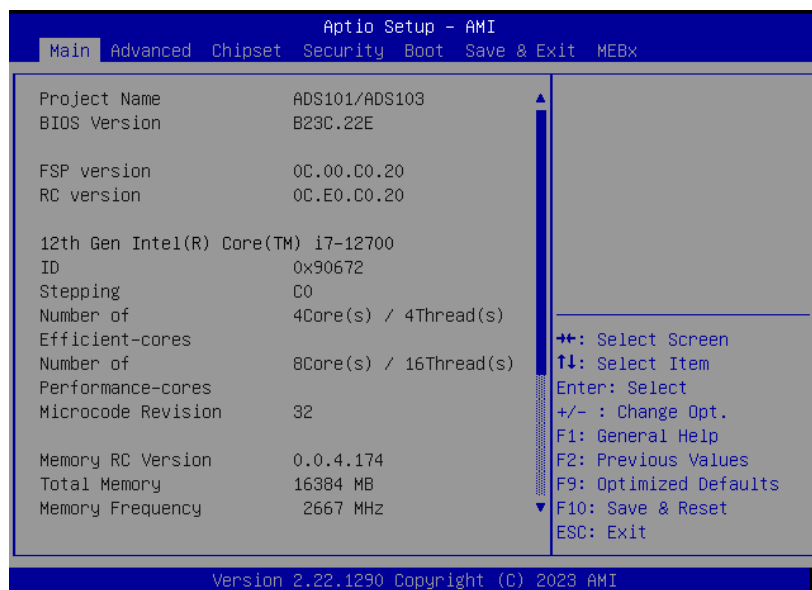 Aptio Setup - AMI
Main Advanced Chipset Security Boot Save & Exit MEBx
Project Name ADS101/ADS103
BIOS Version B23C.22E
FSP version 0C.00.C0.20
RC version 0C.E0.C0.20
12th Gen Intel(R) Core(TM) i7-12700
ID 0x90672
Stepping C0
Number of 4Core(s) / 4Thread(s)
Efficient-cores
Number of 8Core(s) / 16Thread(s)
Performance-cores
Microcode Revision 32
Memory RC Version 0.0.4.174
Total Memory 16384 MB
Memory Frequency 2667 MHz
→←: Select Screen
↑↓: Select Item
Enter: Select
+/- : Change Opt.
F1: General Help
F2: Previous Values
F9: Optimized Defaults
F10: Save & Reset
ESC: Exit
Version 2.22.1290 Copyright (C) 2023 AMI